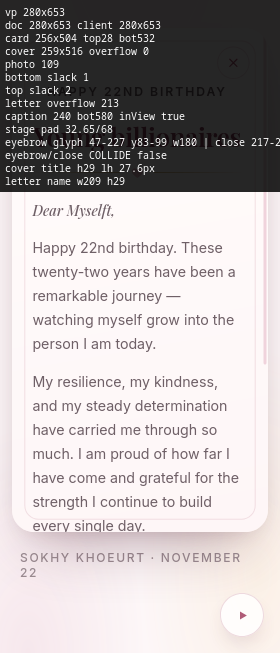 vp 280x653
doc 280x653 client 280x653
card 256x504 top28 bot532
cover 259x516 overflow 0
photo 109
bottom slack 1
top slack 2
letter overflow 213
caption 240 bot580 inView true
stage pad 32.65/68
eyebrow glyph 47-227 y83-99 w180 | close 217-2
eyebrow/close COLLIDE false
cover title h29 1h 27.6px
letter name w209 h29
×
HAPPY 22ND BIRTHDAY
billionaires
Dear Myselft,
Happy 22nd birthday. These
twenty-two years have been a
remarkable journey —
watching myself grow into the
person I am today.
My resilience, my kindness,
and my steady determination
have carried me through so
much. I am proud of how far I
have come and grateful for the
strength I continue to build
every single day.
SOKHY KHOEURT · NOVEMBER
22